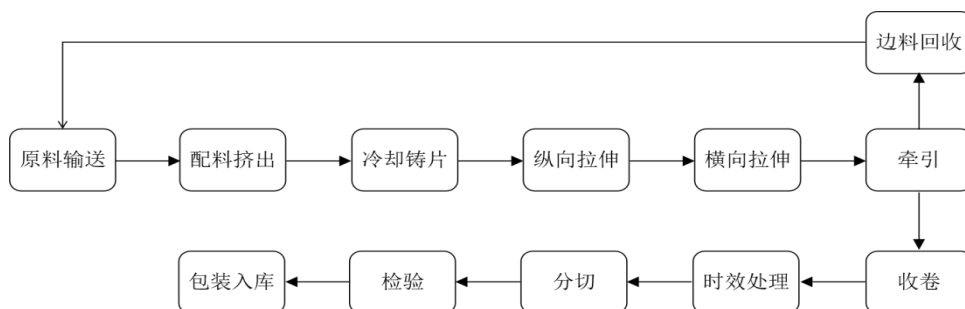 边料回收
原料输送
配料挤出
冷却铸片
纵向拉伸
横向拉伸
牵引
包装入库
检验
分切
时效处理
收卷